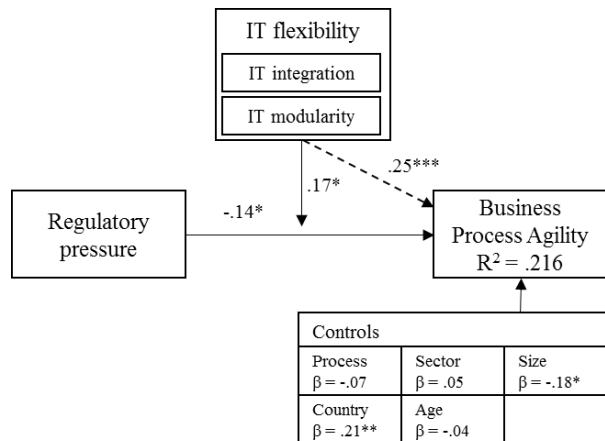 IT flexibility
IT integration
IT modularity
.25***
.17*
-.14*
Regulatory
pressure
Business
Process Agility
R² = .216
Controls
Process
β = -.07
Sector
β = .05
Size
β = -.18*
Country
β = .21**
Age
β = -.04